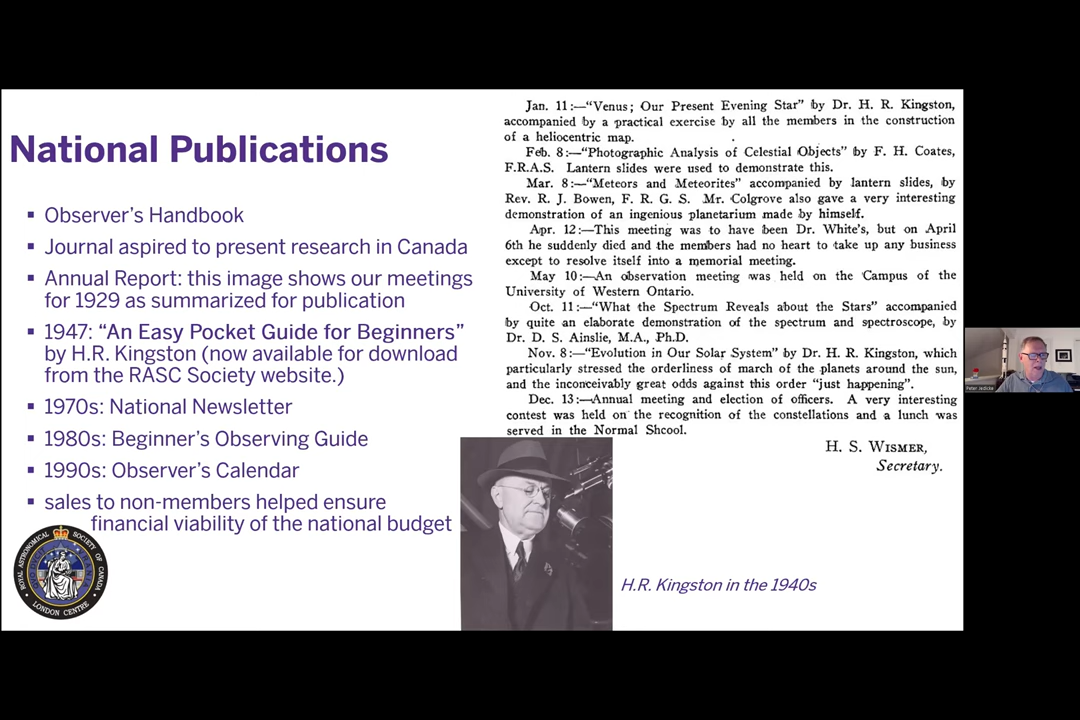 National Publications
▪ Observer's Handbook
▪ Journal aspired to present research in Canada
▪ Annual Report: this image shows our meetings
for 1929 as summarized for publication
▪ 1947: “An Easy Pocket Guide for Beginners”
by H.R. Kingston (now available for download
from the RASC Society website.)
▪ 1970s: National Newsletter
▪ 1980s: Beginner's Observing Guide
▪ 1990s: Observer's Calendar
▪ sales to non-members helped ensure
financial viability of the national budget
ROYAL ASTRONOMICAL SOCIETY OF CANADA
LONDON CENTRE
Jan. 11:—“Venus; Our Present Evening Star” by Dr. H. R. Kingston,
accompanied by a practical exercise by all the members in the construction
of a heliocentric map.
Feb. 8:—“Photographic Analysis of Celestial Objects” by F. H. Coates,
F.R.A.S. Lantern slides were used to demonstrate this.
Mar. 8:—“Meteors and Meteorites” accompanied by lantern slides, by
Rev. R. J. Bowen, F. R. G. S. Mr. Colgrove also gave a very interesting
demonstration of an ingenious planetarium made by himself.
Apr. 12:—This meeting was to have been Dr. White's, but on April
6th he suddenly died and the members had no heart to take up any business
except to resolve itself into a memorial meeting.
May 10:—An observation meeting was held on the Campus of the
University of Western Ontario.
Oct. 11:—“What the Spectrum Reveals about the Stars” accompanied
by quite an elaborate demonstration of the spectrum and spectroscope, by
Dr. D. S. Ainslie, M.A., Ph.D.
Nov. 8:—“Evolution in Our Solar System” by Dr. H. R. Kingston, which
particularly stressed the orderliness of march of the planets around the sun,
and the inconceivably great odds against this order “just happening”.
Dec. 13:—Annual meeting and election of officers. A very interesting
contest was held on the recognition of the constellations and a lunch was
served in the Normal Shcool.
H. S. WISMER,
Secretary.
H.R. Kingston in the 1940s
Peter Jedicke